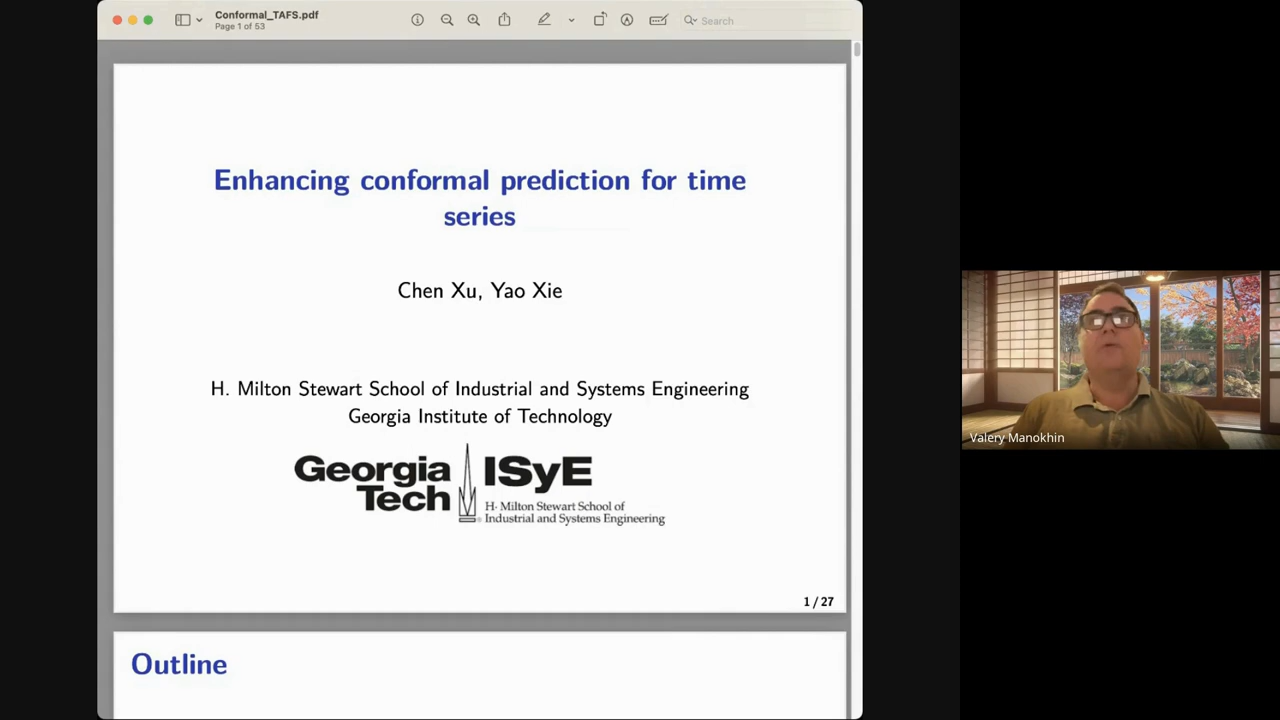 Conformal_TAFS.pdf
Page 1 of 53
Search
Enhancing conformal prediction for time
series
Chen Xu, Yao Xie
H. Milton Stewart School of Industrial and Systems Engineering
Georgia Institute of Technology
Georgia
Tech
ISyE
H. Milton Stewart School of
Industrial and Systems Engineering
1 / 27
Outline
Valery Manokhin